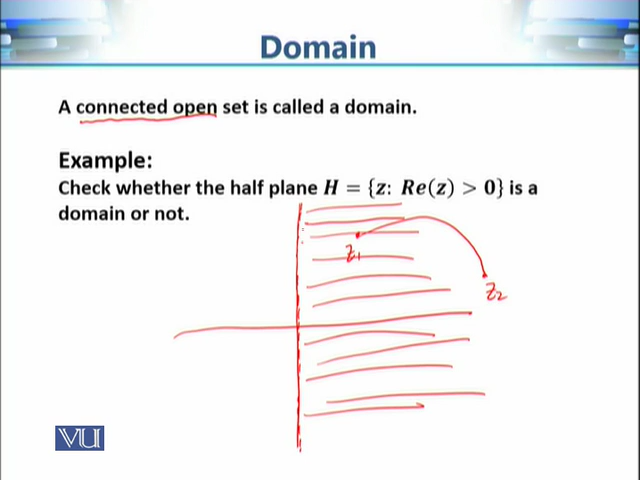 Domain
A connected open set is called a domain.
Example:
Check whether the half plane H = {z: Re(z) > 0} is a
domain or not.
z₁
z₂
VU